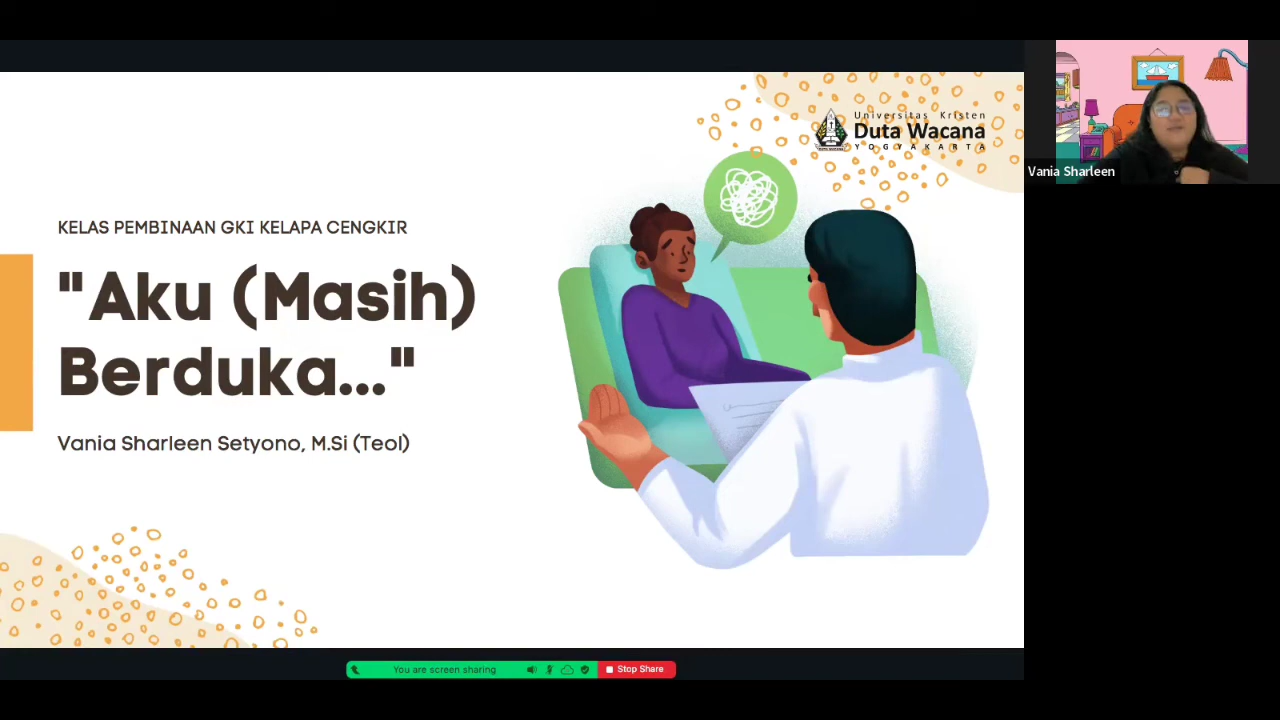 Universitas Kristen
Duta Wacana
YOGYAKARTA
KELAS PEMBINAAN GKI KELAPA CENGKIR
"Aku (Masih)
Berduka..."
Vania Sharleen Setyono, M.Si (Teol)
Vania Sharleen
You are screen sharing
Stop Share